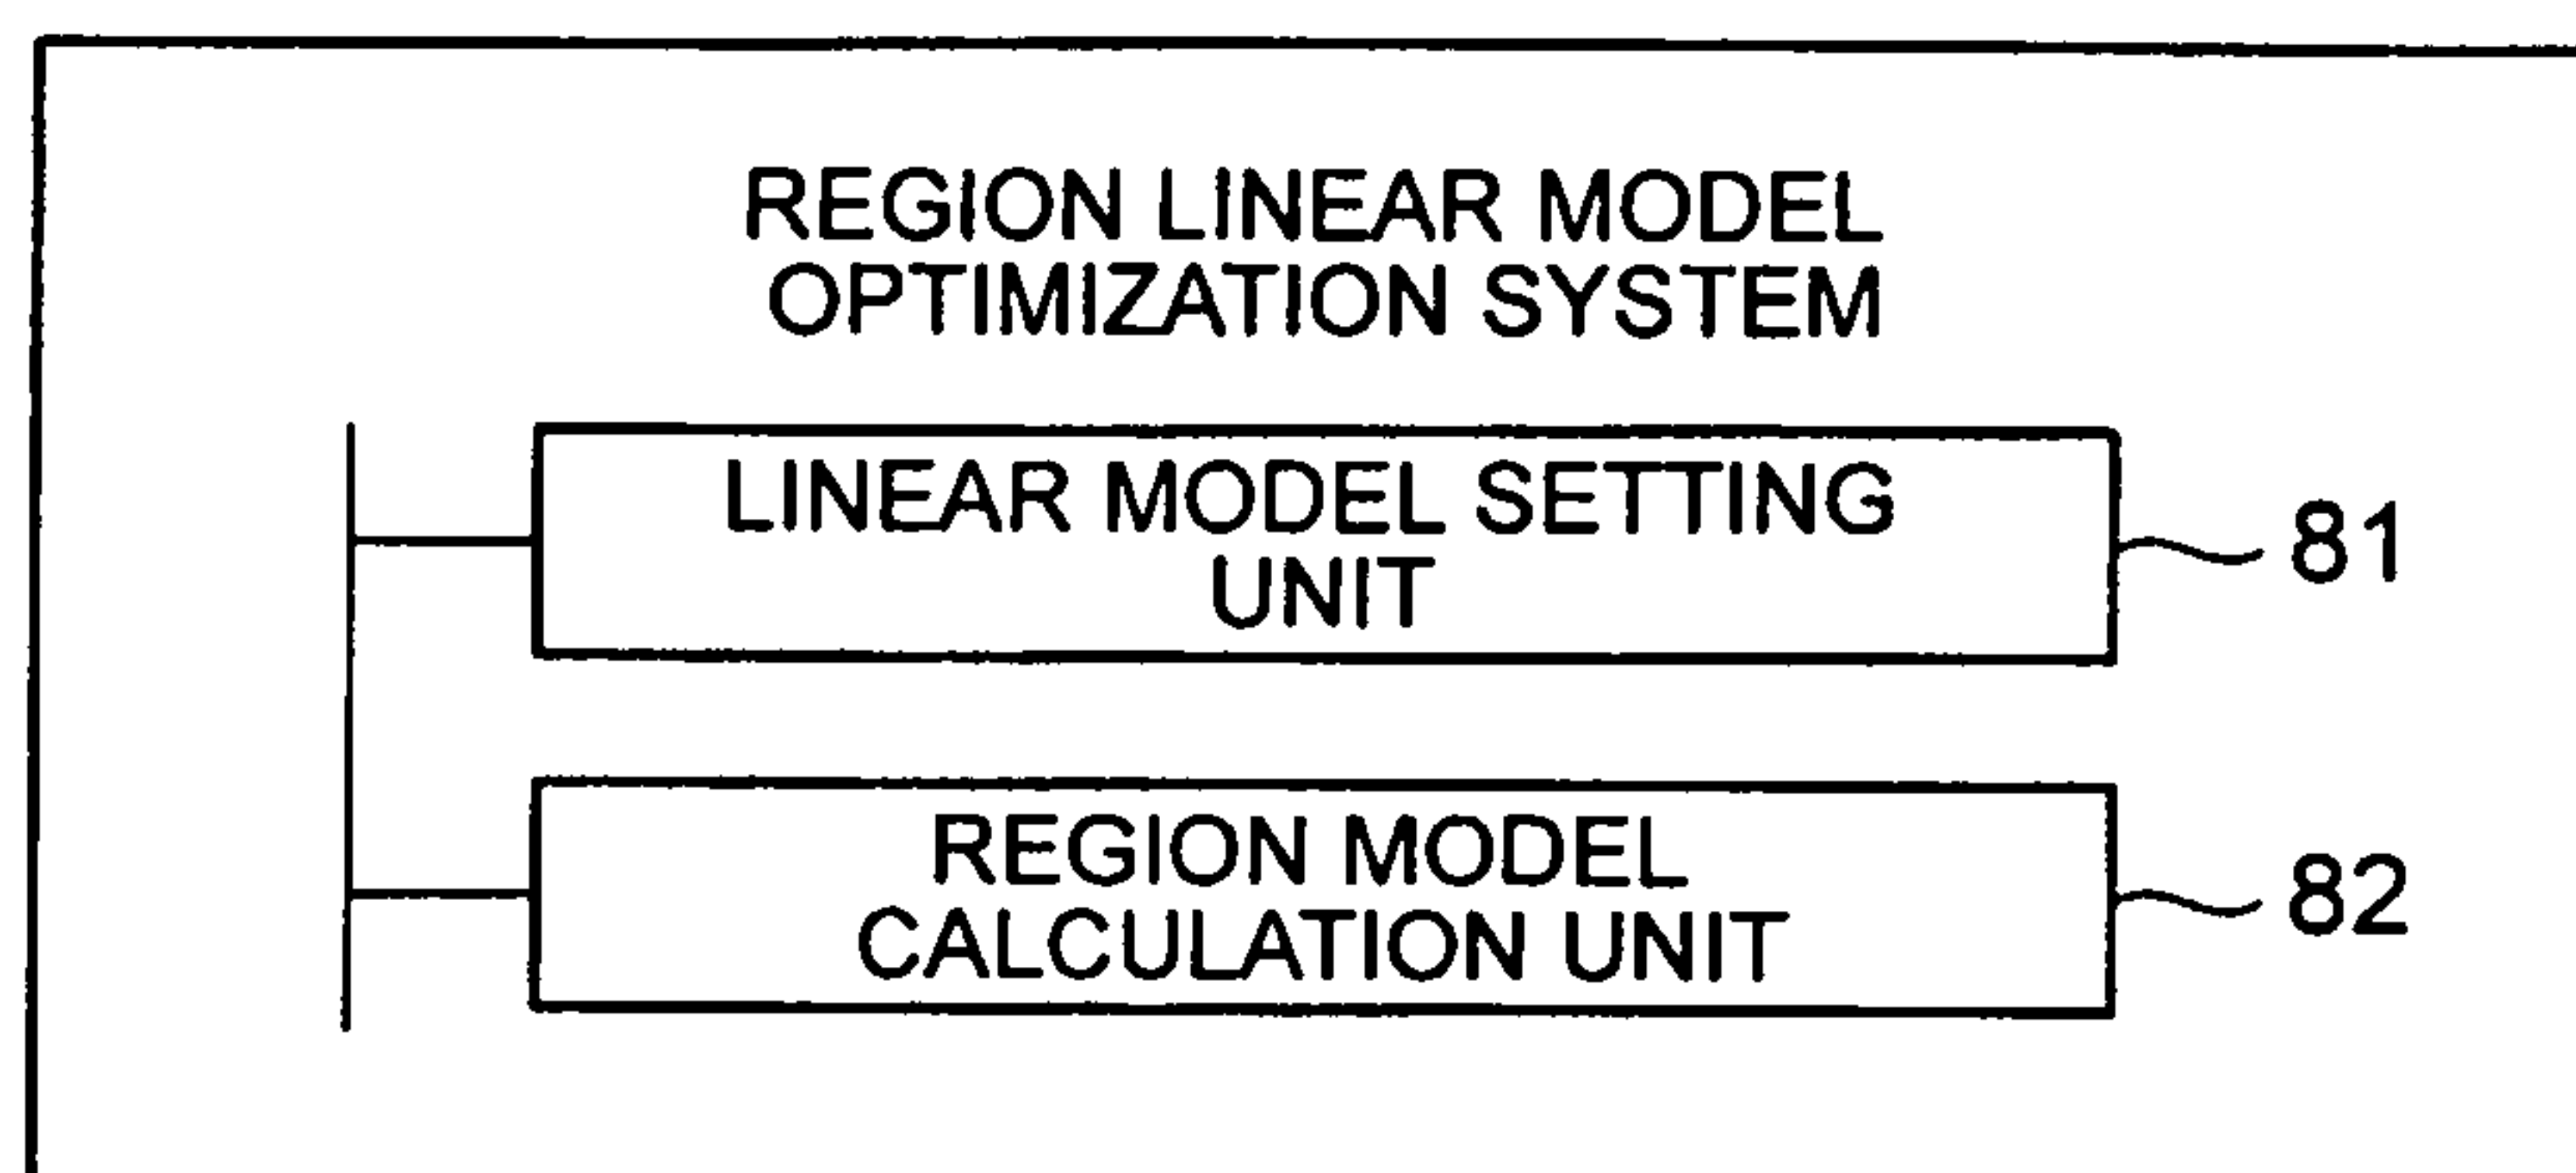 REGION LINEAR MODEL
OPTIMIZATION SYSTEM
LINEAR MODEL SETTING
UNIT
81
REGION MODEL
CALCULATION UNIT
82